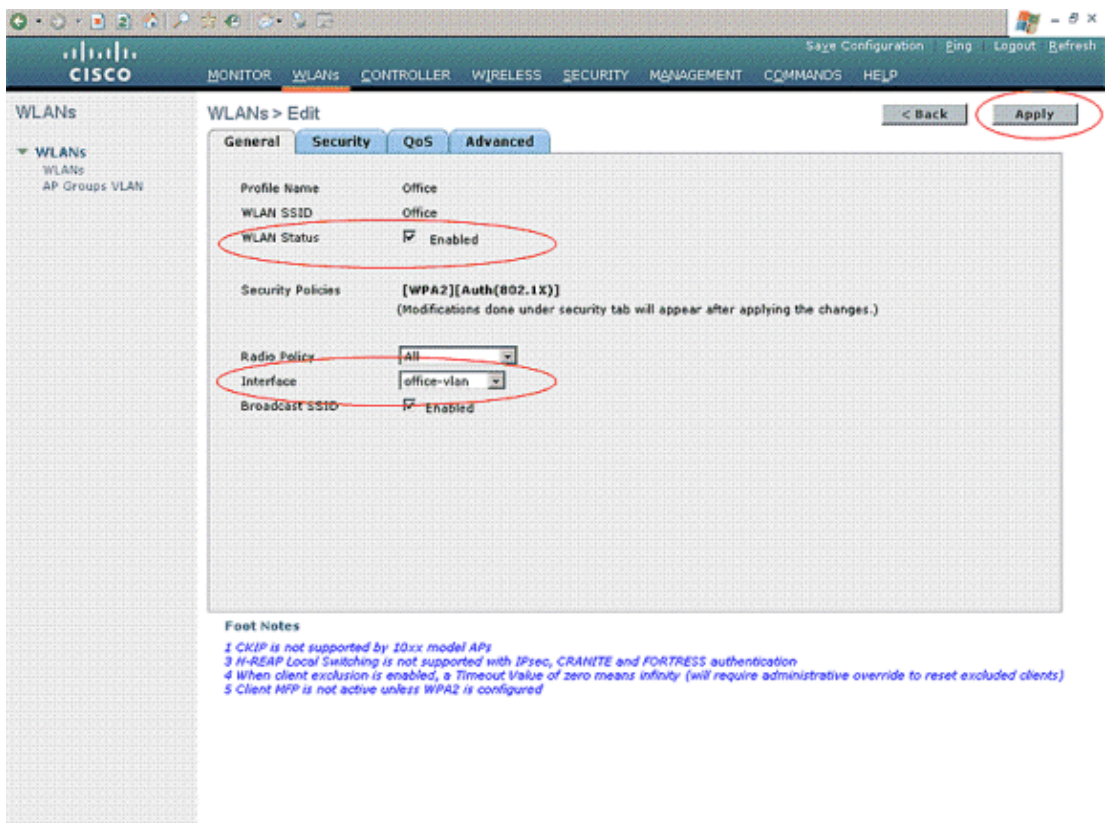 Save Configuration Ping Logout Refresh
CISCO
MONITOR WLANs CONTROLLER WIRELESS SECURITY MANAGEMENT COMMANDS HELP
WLANs
WLANs > Edit
< Back
Apply
WLANs
WLANs
AP Groups VLAN
General Security QoS Advanced
Profile Name Office
WLAN SSID Office
WLAN Status Enabled
Security Policies [WPA2][Auth(802.1X)]
(Modifications done under security tab will appear after applying the changes.)
Radio Policy All
Interface office-vlan
Broadcast SSID Enabled
Foot Notes
1 CKIP is not supported by 10xx model APs
3 H-REAP Local Switching is not supported with IPsec, CRANITE and FORTRESS authentication
4 When client exclusion is enabled, a Timeout Value of zero means infinity (will require administrative override to reset excluded clients)
5 Client MFP is not active unless WPA2 is configured